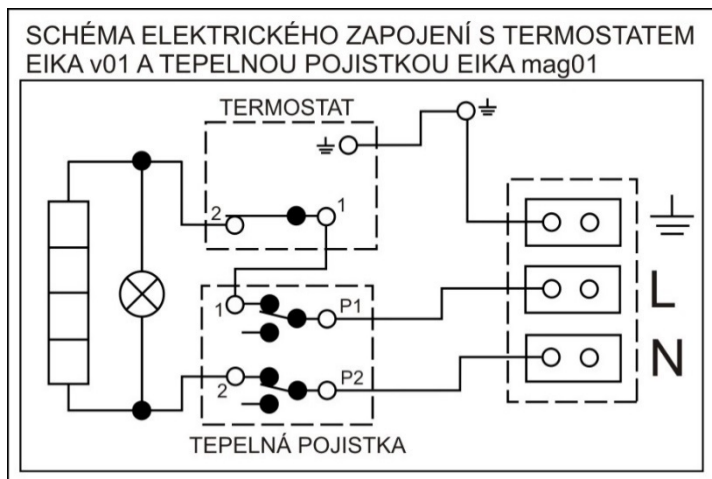 SCHÉMA ELEKTRICKÉHO ZAPOJENÍ S TERMOSTATEM
EIKA v01 A TEPELNOU POJISTKOU EIKA mag01
TERMOSTAT
2
1
L
1
P1
N
2
P2
TEPELNÁ POJISTKA